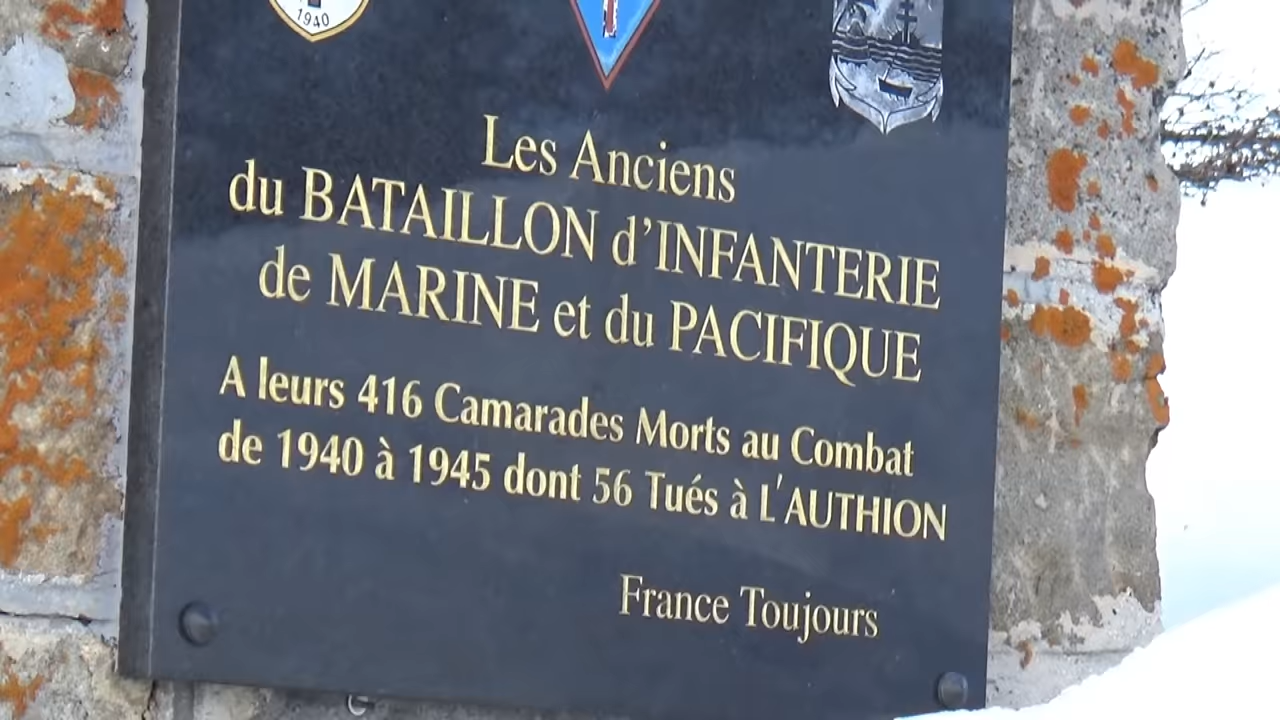 1940
Les Anciens
du BATAILLON d'INFANTERIE
de MARINE et du PACIFIQUE
A leurs 416 Camarades Morts au Combat
de 1940 à 1945 dont 56 Tués à L'AUTHION
France Toujours